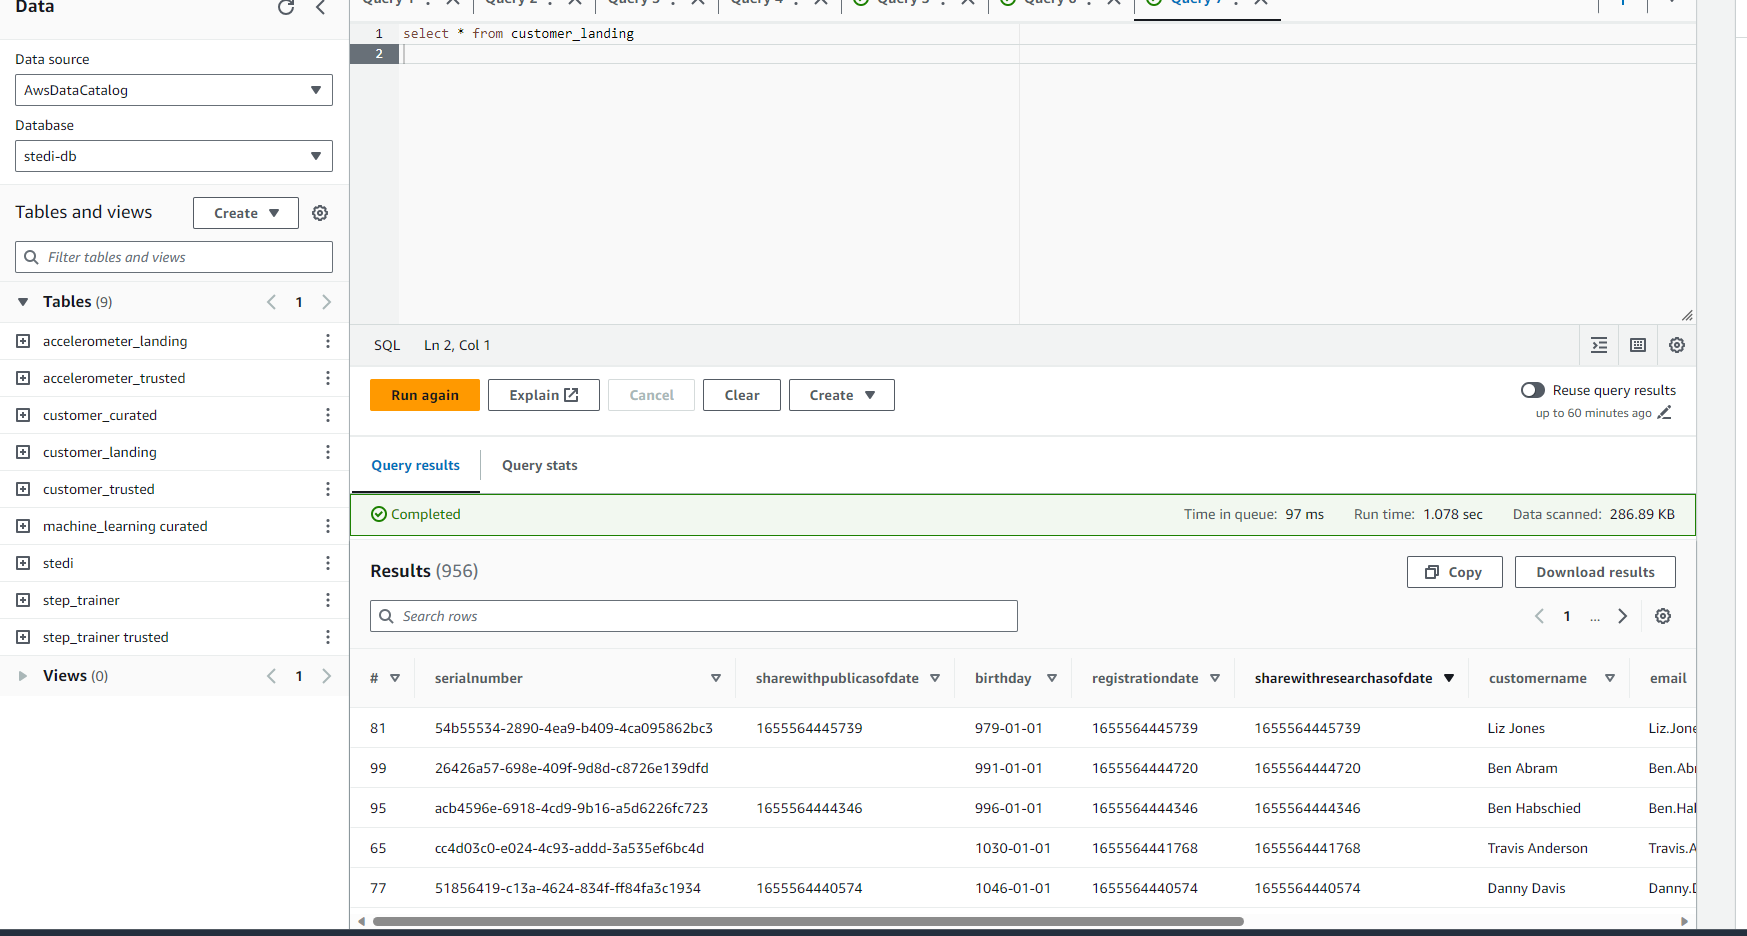 Data
Query 1 Query 2 Query 3 Query 4 Query 5 Query 6 Query 7
Data source
AwsDataCatalog
Database
stedi-db
Tables and views
Create
Filter tables and views
Tables (9)
1
accelerometer_landing
accelerometer_trusted
customer_curated
customer_landing
customer_trusted
machine_learning curated
stedi
step_trainer
step_trainer trusted
Views (0)
1
1 select * from customer_landing
2
SQL Ln 2, Col 1
Run again Explain Cancel Clear Create
Reuse query results
up to 60 minutes ago
Query results Query stats
Completed Time in queue: 97 ms Run time: 1.078 sec Data scanned: 286.89 KB
Results (956) Copy Download results
Search rows 1 ...
# serialnumber sharewithpublicasofdate birthday registrationdate sharewithresearchasofdate customername email
81 54b55534-2890-4ea9-b409-4ca095862bc3 1655564445739 979-01-01 1655564445739 1655564445739 Liz Jones Liz.Jone
99 26426a57-698e-409f-9d8d-c8726e139dfd 991-01-01 1655564444720 1655564444720 Ben Abram Ben.Ab
95 acb4596e-6918-4cd9-9b16-a5d6226fc723 1655564444346 996-01-01 1655564444346 1655564444346 Ben Habschied Ben.Hal
65 cc4d03c0-e024-4c93-addd-3a535ef6bc4d 1030-01-01 1655564441768 1655564441768 Travis Anderson Travis.A
77 51856419-c13a-4624-834f-ff84fa3c1934 1655564440574 1046-01-01 1655564440574 1655564440574 Danny Davis Danny.D